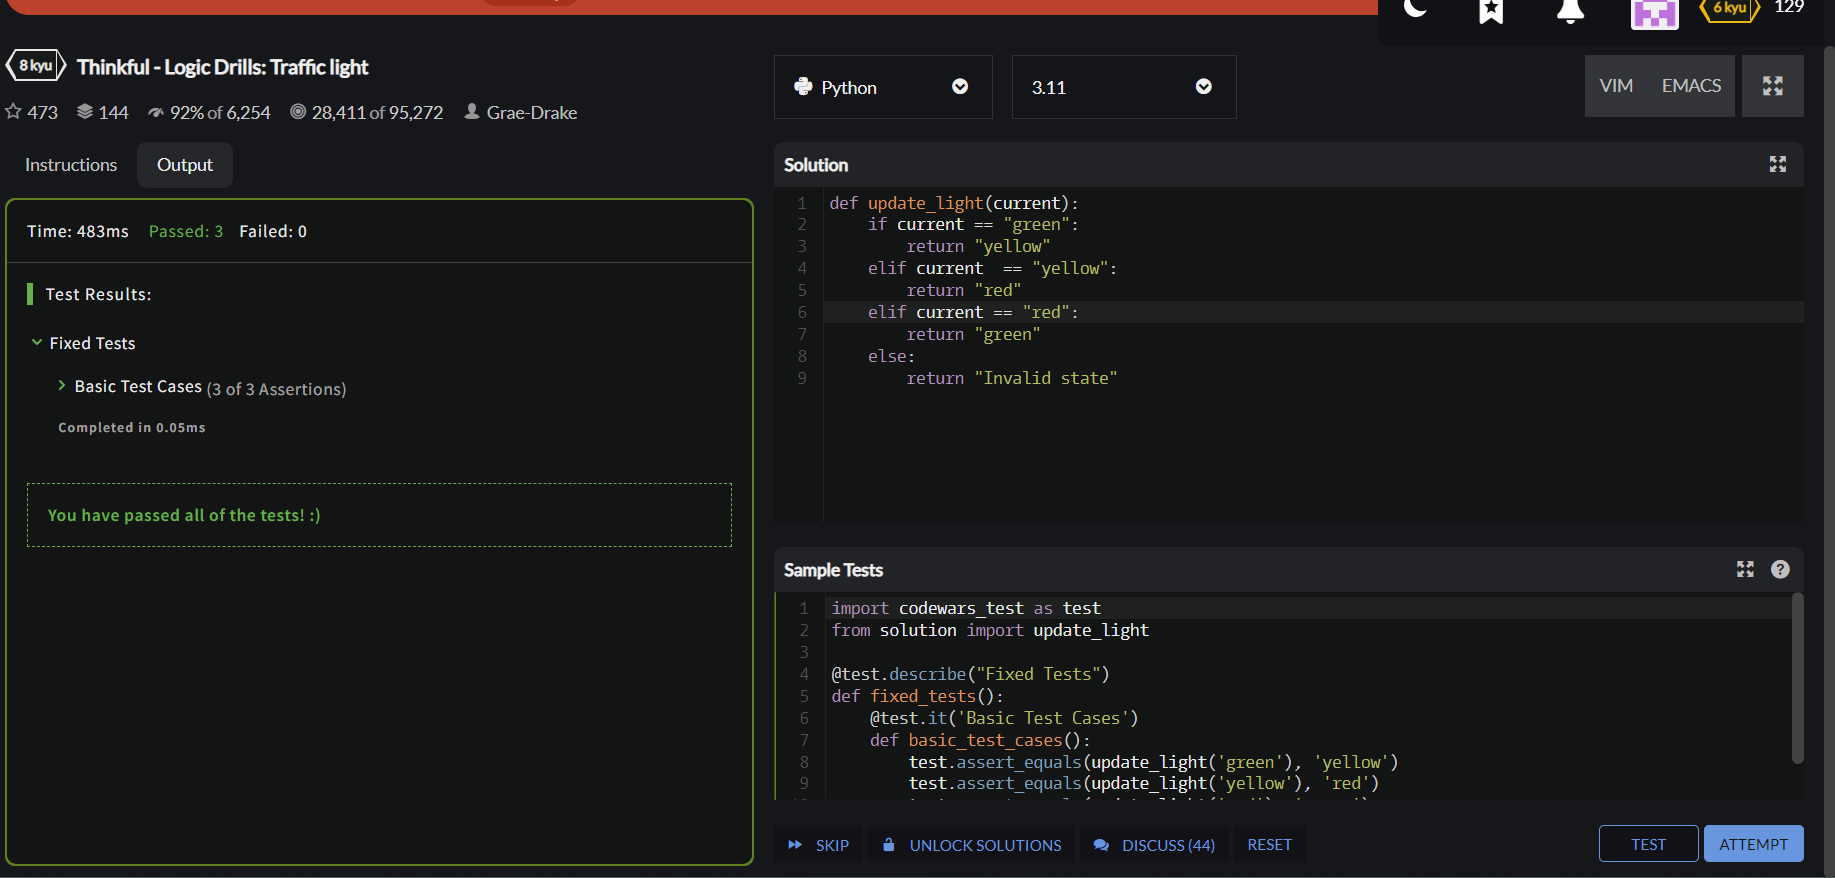 6 kyu 129
8 kyu Thinkful - Logic Drills: Traffic light
473 144 92% of 6,254 28,411 of 95,272 Grae-Drake
Instructions Output
Time: 483ms Passed: 3 Failed: 0
Test Results:
Fixed Tests
Basic Test Cases (3 of 3 Assertions)
Completed in 0.05ms
You have passed all of the tests! :)
Python 3.11 VIM EMACS
Solution
1 def update_light(current):
2 if current == "green":
3 return "yellow"
4 elif current  == "yellow":
5 return "red"
6 elif current == "red":
7 return "green"
8 else:
9 return "Invalid state"
Sample Tests
?
1 import codewars_test as test
2 from solution import update_light
3
4 @test.describe("Fixed Tests")
5 def fixed_tests():
6 @test.it('Basic Test Cases')
7 def basic_test_cases():
8 test.assert_equals(update_light('green'), 'yellow')
9 test.assert_equals(update_light('yellow'), 'red')
SKIP UNLOCK SOLUTIONS DISCUSS (44) RESET TEST ATTEMPT